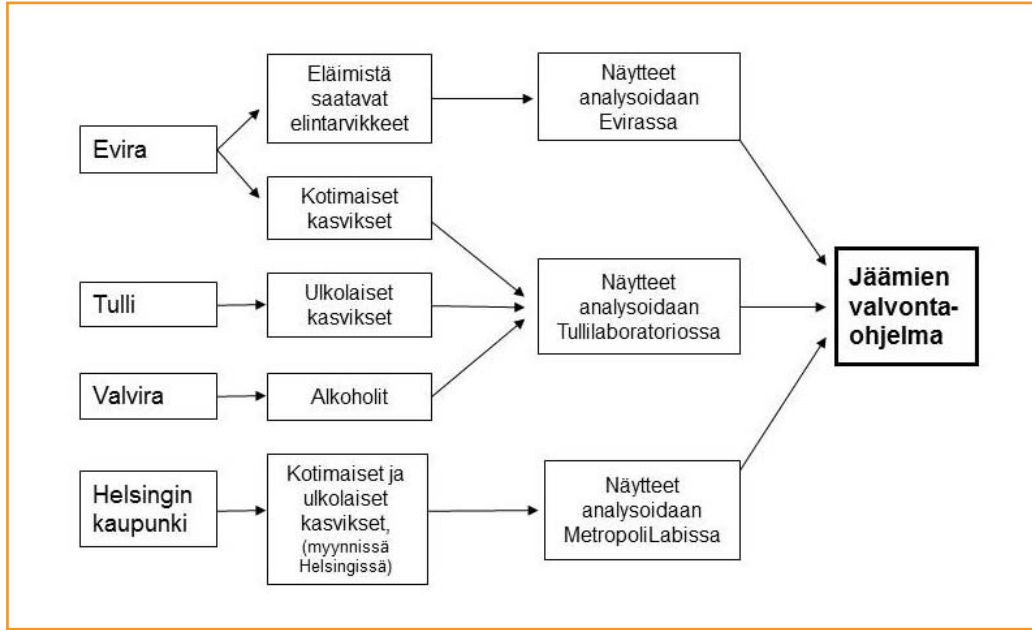 Evira
Eläimistä
saatavat
elintarvikkeet
Näytteet
analysoidaan
Evirassa
Kotimaiset
kasvikset
Tulli
Ulkolaiset
kasvikset
Näytteet
analysoidaan
Tullilaboratoriossa
Valvira
Alkoholit
Helsingin
kaupunki
Kotimaiset ja
ulkolaiset
kasvikset,
(myynnissä
Helsingissä)
Näytteet
analysoidaan
MetropoliLabissa
Jäämien
valvonta-
ohjelma